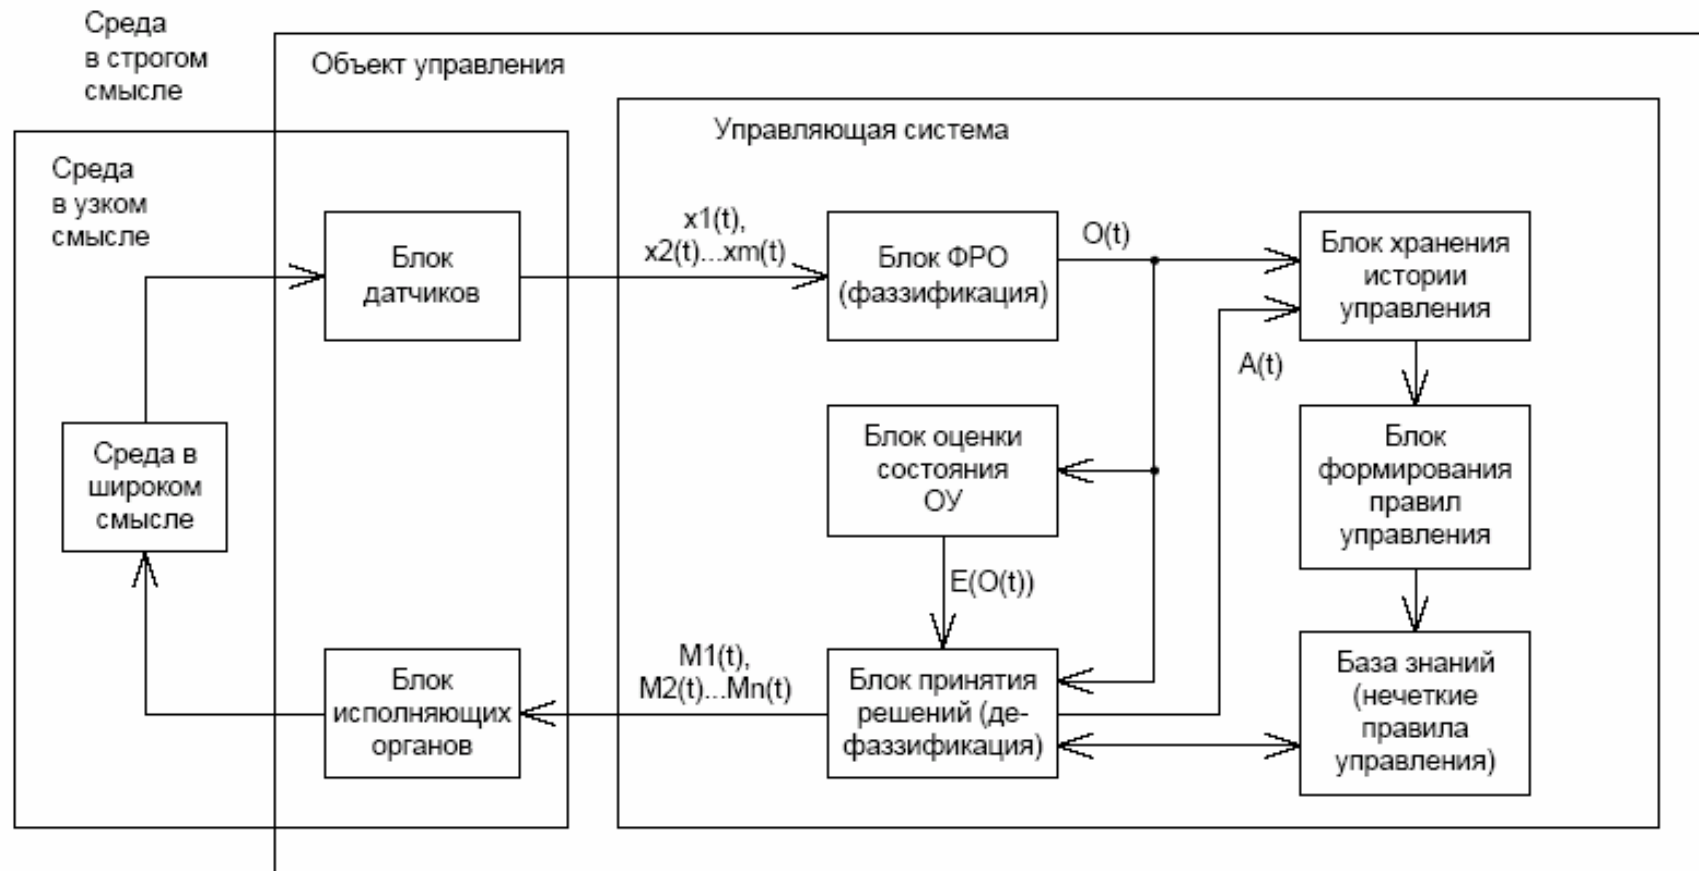 Среда
в строгом
смысле
Объект управления
Управляющая система
Среда
в узком
смысле
Блок
датчиков
x1(t),
x2(t)...xm(t)
Блок ФРО
(фаззификация)
O(t)
Блок хранения
истории
управления
A(t)
Среда в
широком
смысле
Блок оценки
состояния
ОУ
Блок
формирования
правил
управления
E(O(t))
Блок
исполняющих
органов
M1(t),
M2(t)...Mn(t)
Блок принятия
решений (де-
фаззификация)
База знаний
(нечеткие
правила
управления)